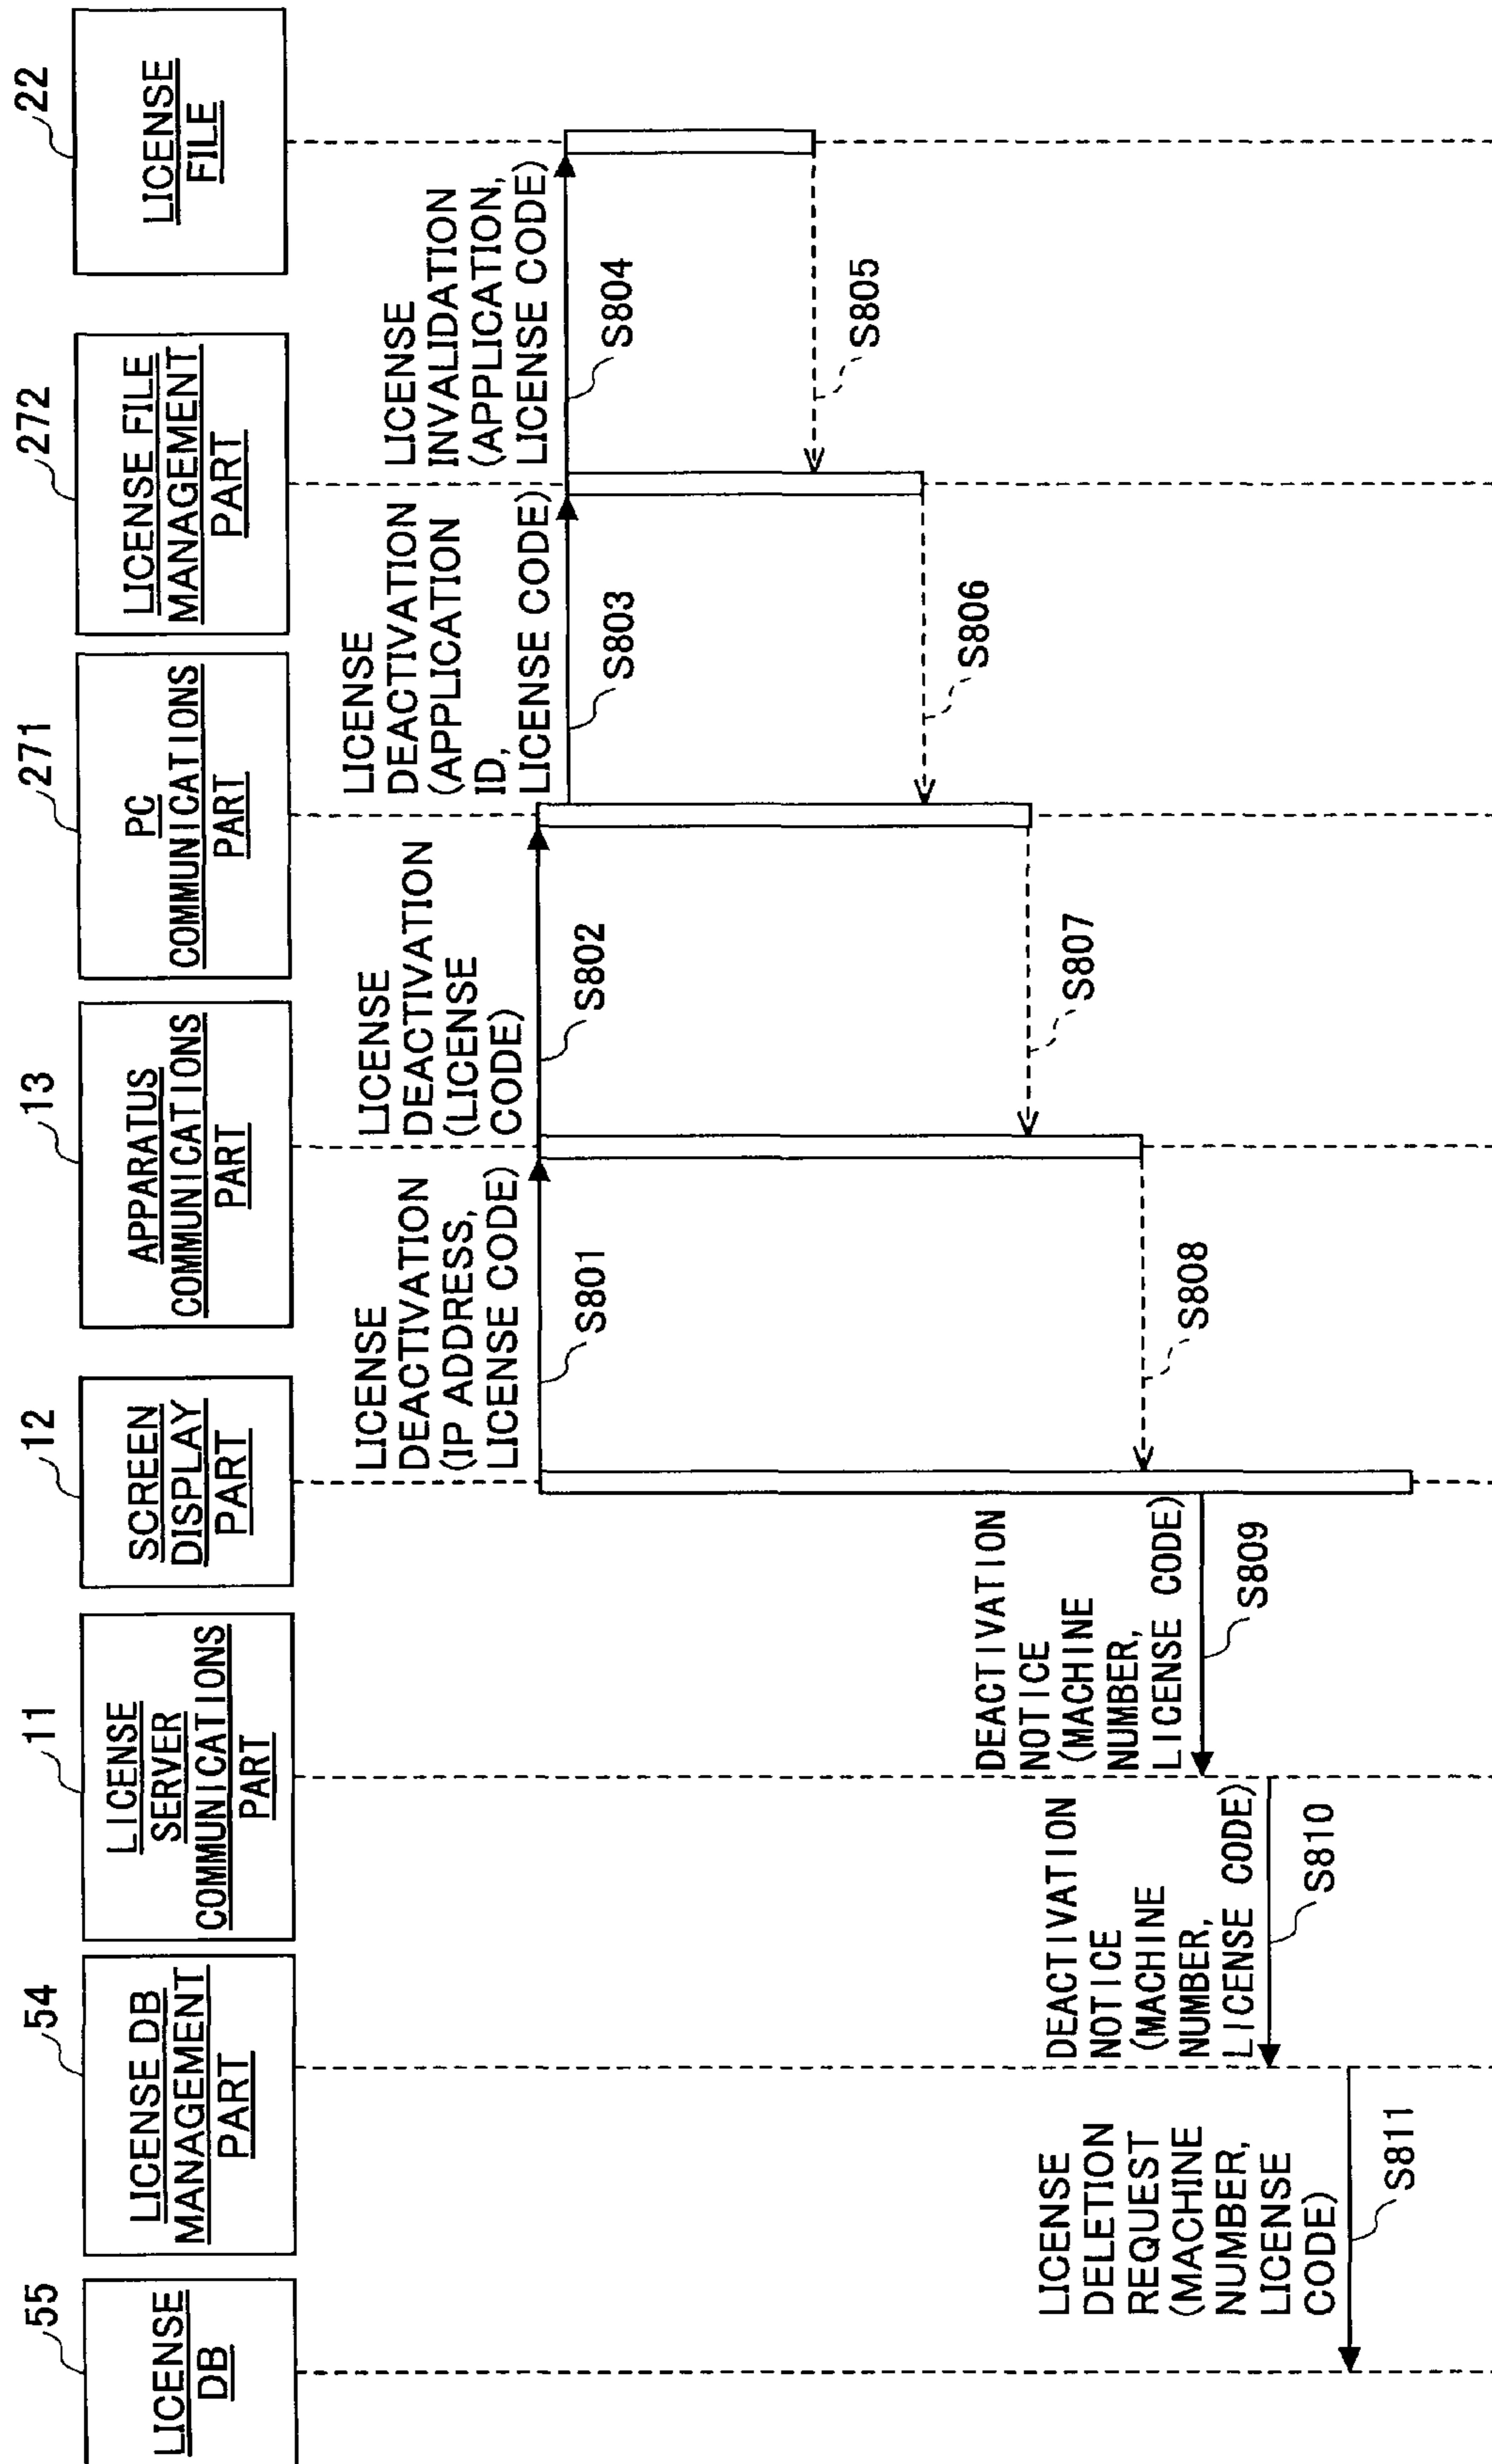 55
LICENSE
DB
54
LICENSE DB
MANAGEMENT
PART
11
LICENSE
SERVER
COMMUNICATIONS
PART
12
SCREEN
DISPLAY
PART
13
APPARATUS
COMMUNICATIONS
PART
271
PC
COMMUNICATIONS
PART
272
LICENSE FILE
MANAGEMENT
PART
22
LICENSE
FILE
LICENSE
DEACTIVATION
(IP ADDRESS,
LICENSE CODE)
S801
LICENSE
DEACTIVATION
(LICENSE
CODE)
S802
LICENSE
DEACTIVATION
(APPLICATION
ID,
LICENSE CODE)
S803
LICENSE
INVALIDATION
(APPLICATION,
LICENSE CODE)
S804
S805
S806
S807
S808
DEACTIVATION
NOTICE
(MACHINE
NUMBER,
LICENSE CODE)
S809
DEACTIVATION
NOTICE
(MACHINE
NUMBER,
LICENSE CODE)
S810
LICENSE
DELETION
REQUEST
(MACHINE
NUMBER,
LICENSE
CODE)
S811